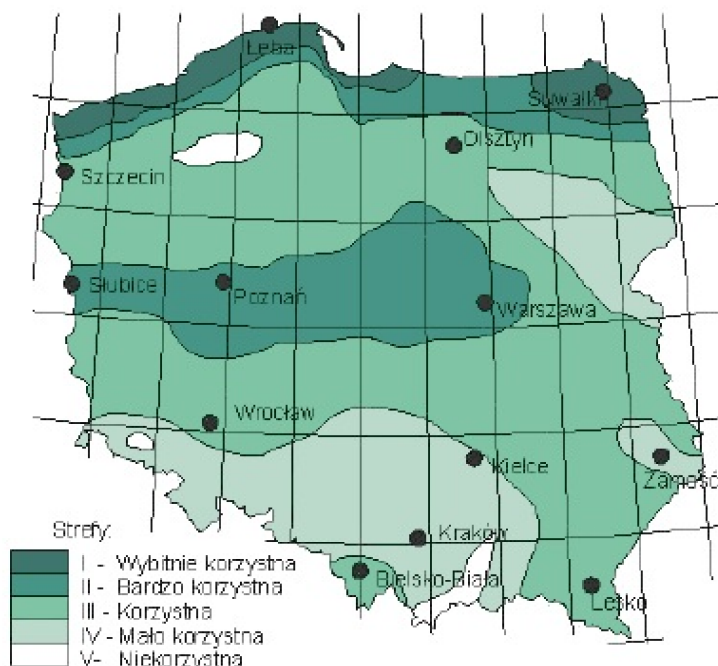 Łeba
Suwałki
Olsztyn
Szczecin
Słubice
Poznań
Warszawa
Wrocław
Kielce
Zamość
Kraków
Bielsko-Biała
Lesko
Strefy:
I - Wybitnie korzystna
II - Bardzo korzystna
III - Korzystna
IV - Mało korzystna
V- Niekorzystna